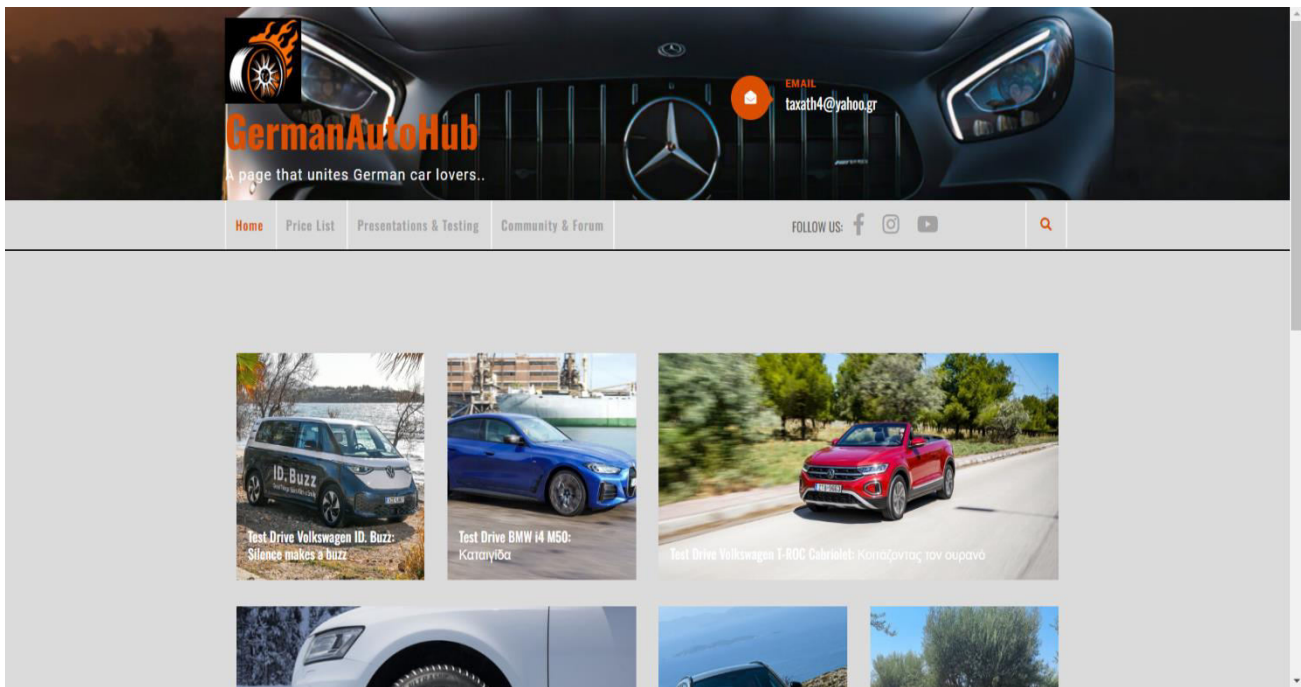 EMAIL
taxath4@yahoo.gr
GermanAutoHub
A page that unites German car lovers..
Home
Price List
Presentations & Testing
Community & Forum
FOLLOW US:
ID. Buzz
Test Drive Volkswagen ID. Buzz:
Silence makes a buzz
Test Drive BMW i4 M50:
Καταιγίδα
Test Drive Volkswagen T-ROC Cabriolet: Κοιτάζοντας τον ουρανό